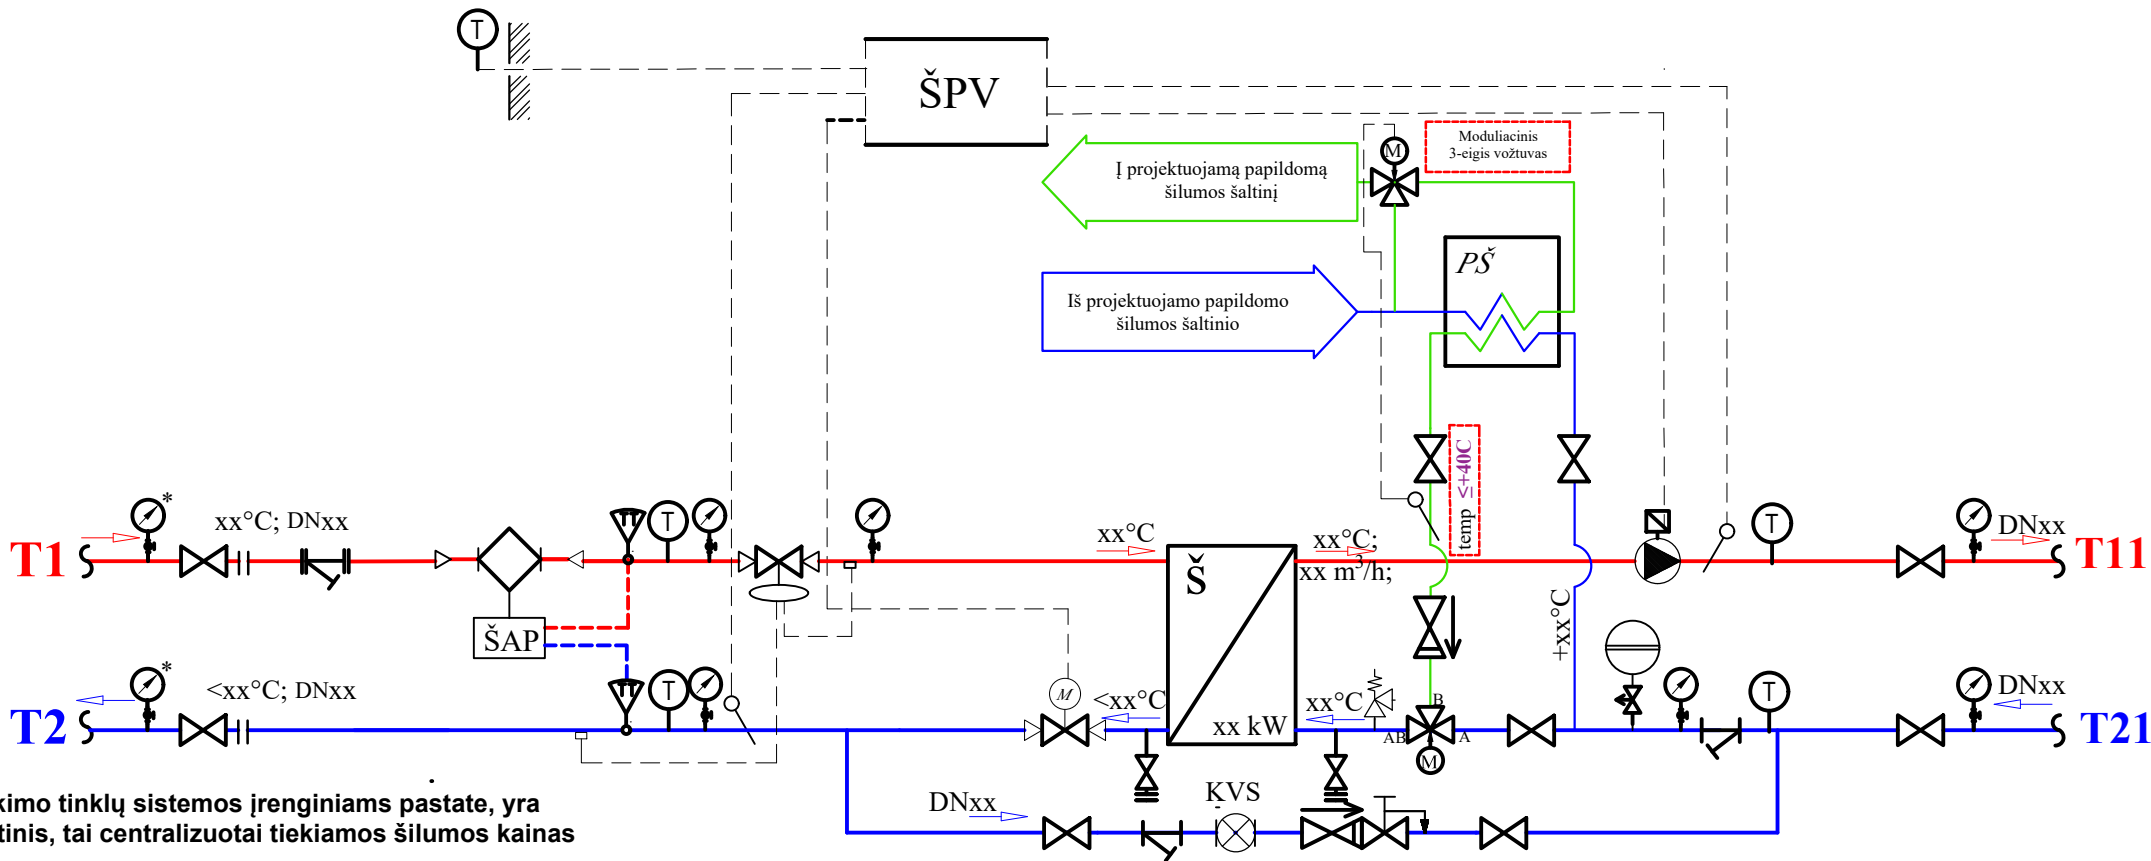 T
ŠPV
M
Moduliacinis
3-eigis vožtuvas
Į projektuojamą papildomą
šilumos šaltinį
PŠ
Iš projektuojamo papildomo
šilumos šaltinio
temp ≤+40C
*
xx°C; DNxx
T
xx°C
xx°C;
xx m³/h;
T
DNxx
T1
T11
Š
ŠAP
+xx°C
*
<xx°C; DNxx
T
M
<xx°C
xx°C
B
T
DNxx
T2
xx kW
AB
A
T21
M
DNxx
KVS
kimo tinklų sistemos įrenginiams pastate, yra
tinis, tai centralizuotai tiekiamos šilumos kainas